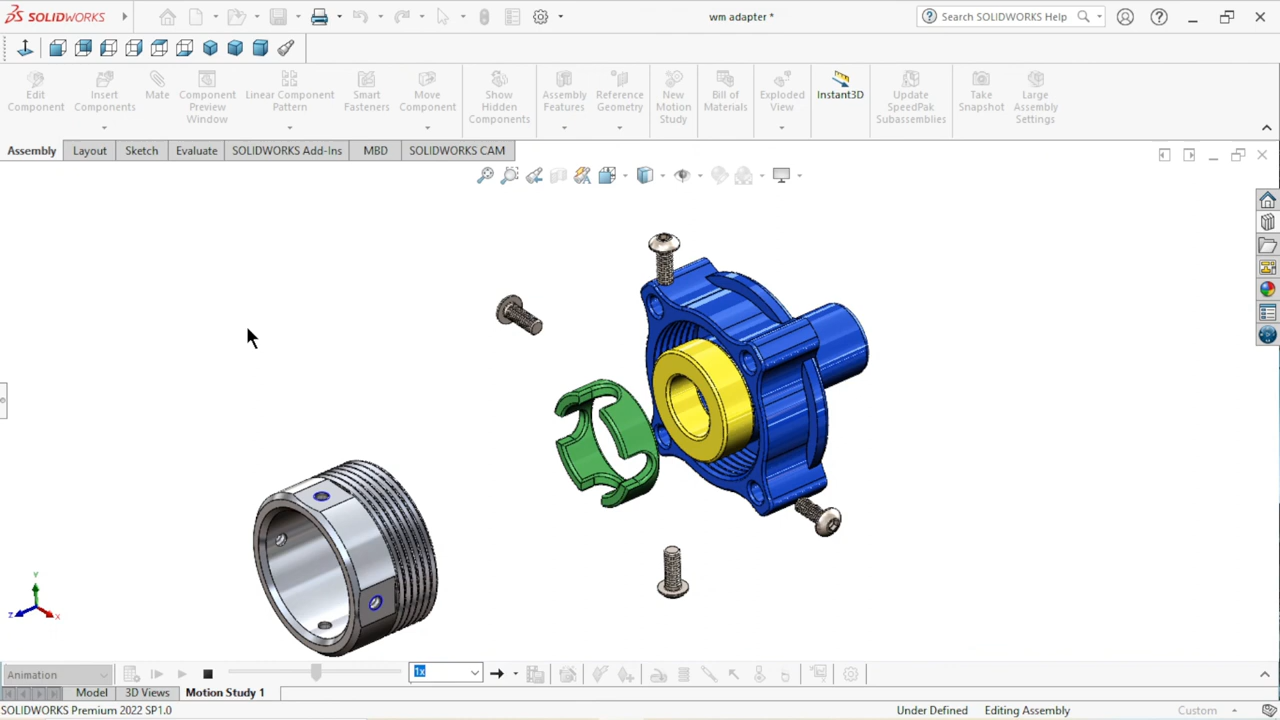 SOLIDWORKS
wm adapter *
Search SOLIDWORKS Help
Edit Component
Insert Components
Mate
Component Preview Window
Linear Component Pattern
Smart Fasteners
Move Component
Show Hidden Components
Assembly Features
Reference Geometry
New Motion Study
Bill of Materials
Exploded View
Instant3D
Update SpeedPak Subassemblies
Take Snapshot
Large Assembly Settings
Assembly Layout Sketch Evaluate SOLIDWORKS Add-Ins MBD SOLIDWORKS CAM
Y
Z X
Animation 1x
Model 3D Views Motion Study 1
SOLIDWORKS Premium 2022 SP1.0 Under Defined Editing Assembly Custom